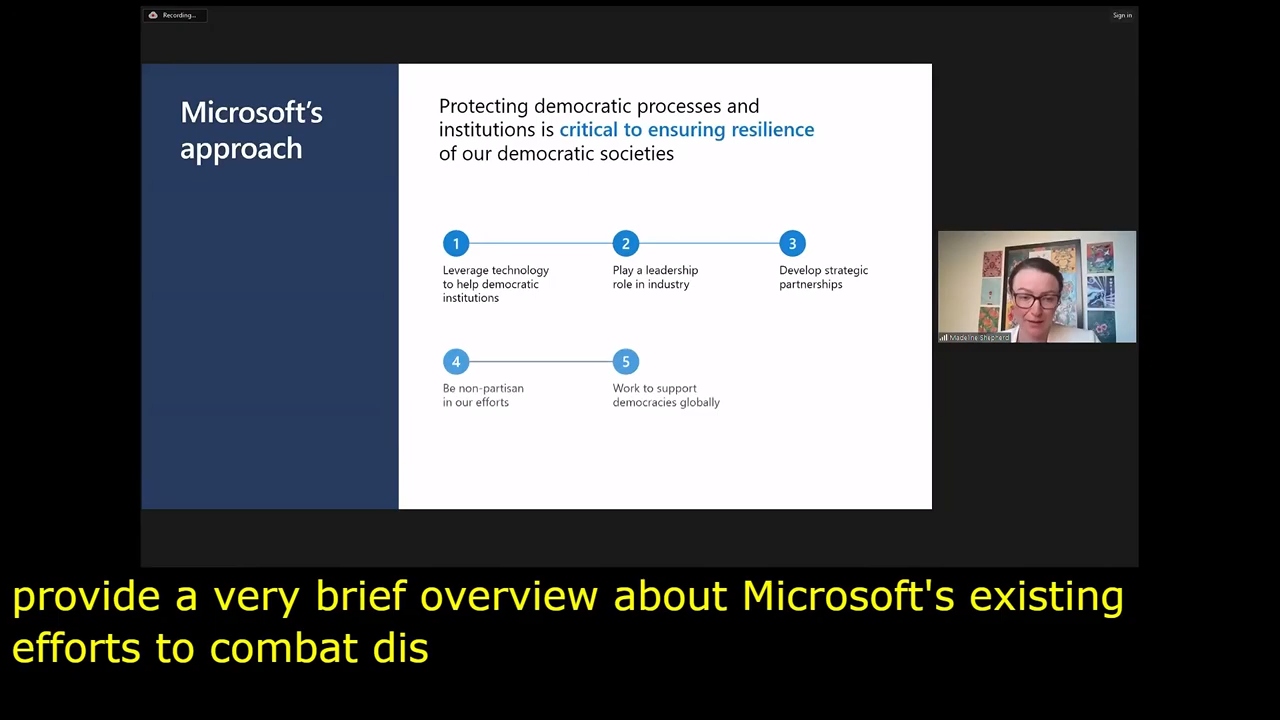 Recording...
Sign in
Microsoft's
approach
Protecting democratic processes and
institutions is critical to ensuring resilience
of our democratic societies
1
2
3
Leverage technology
to help democratic
institutions
Play a leadership
role in industry
Develop strategic
partnerships
4
5
Be non-partisan
in our efforts
Work to support
democracies globally
Madeline Shepherd
provide a very brief overview about Microsoft's existing
efforts to combat dis